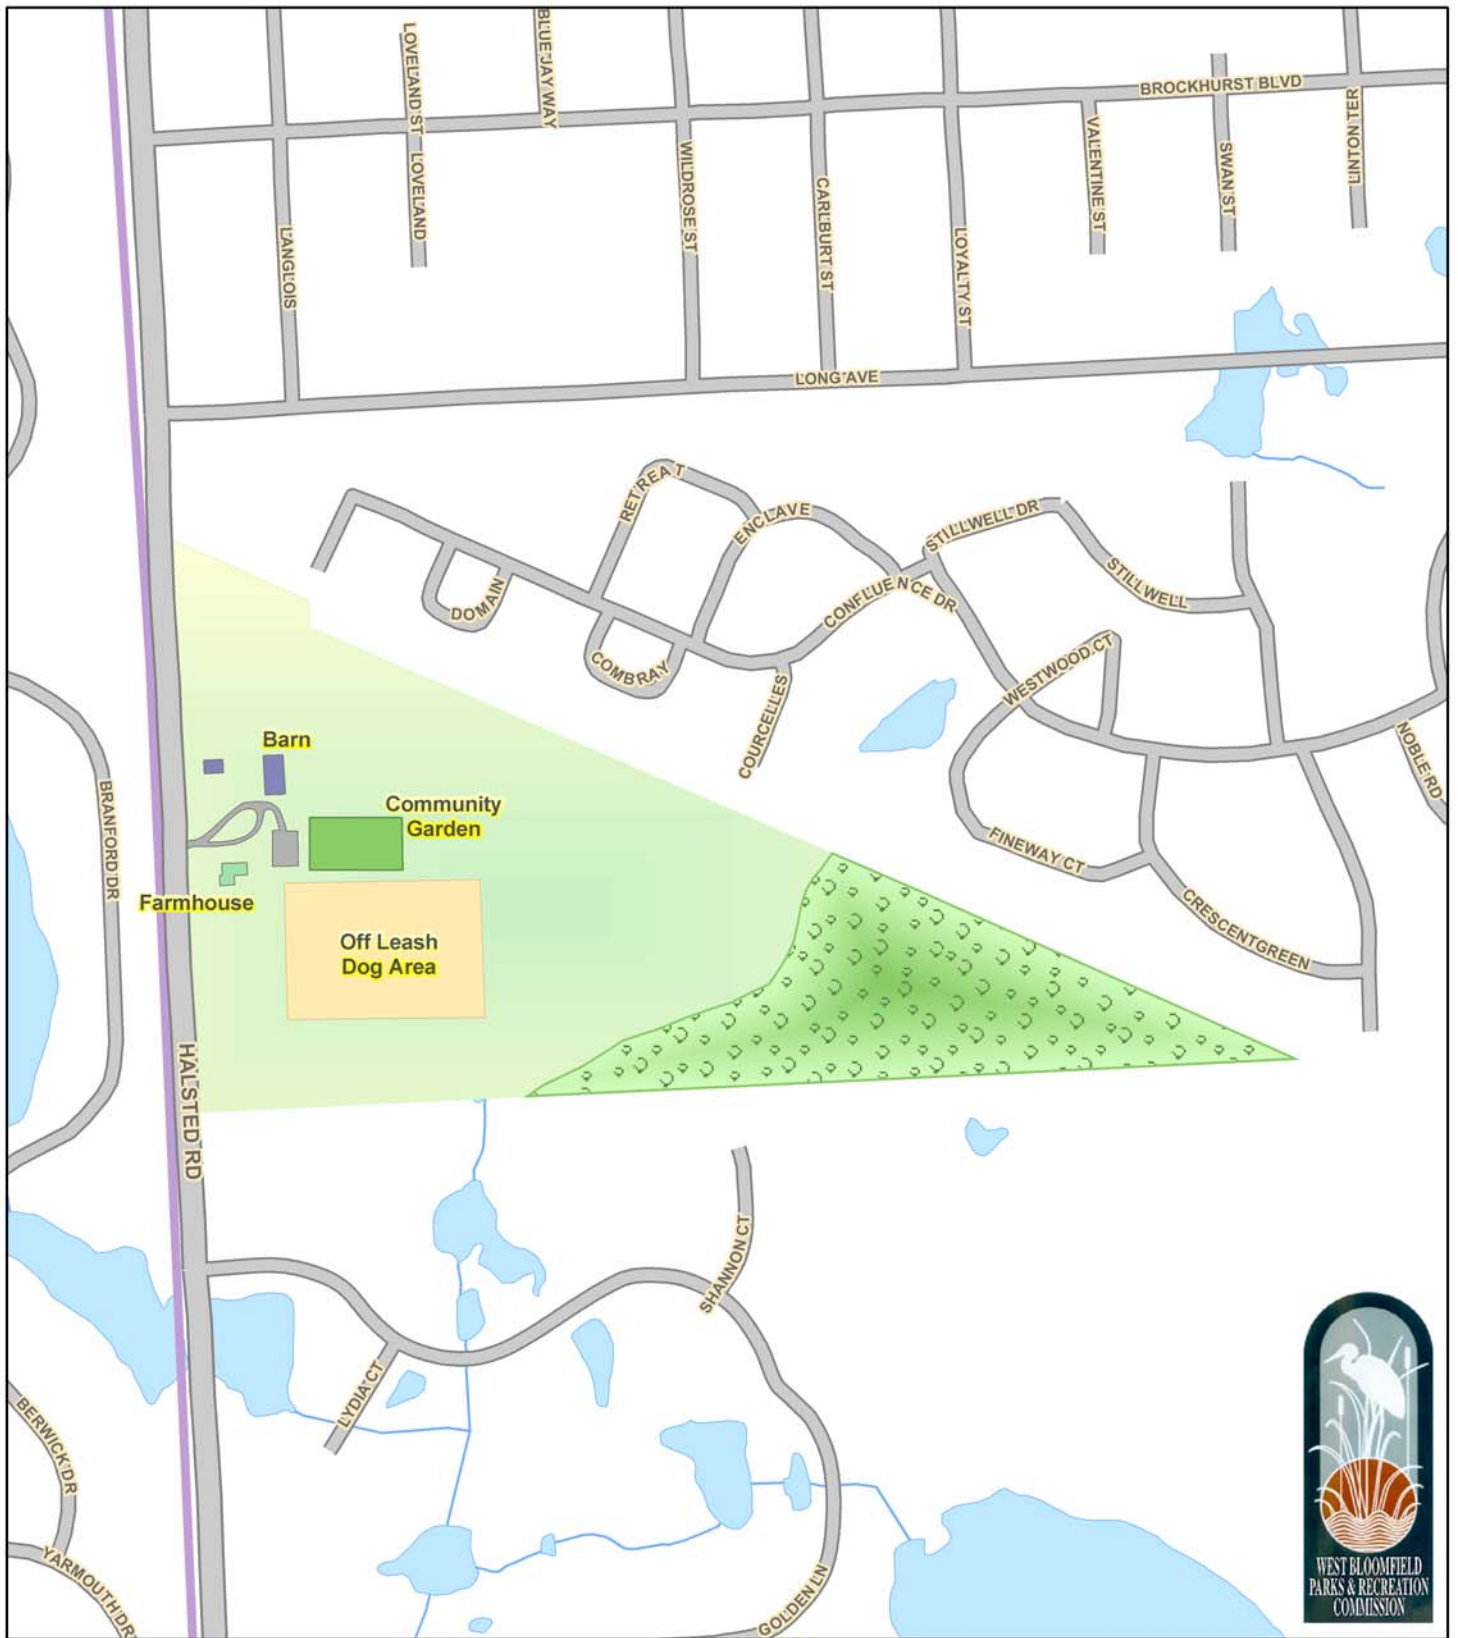 LOVELAND ST
BLUE JAY WAY
BROCKHURST BLVD
LOVELAND
WILDROSE ST
CARLBURT ST
LOYALTY ST
VALENTINE ST
SWAN ST
LINTON TER
LANGLOIS
LONG AVE
RETREAT
ENCLAVE
STILLWELL DR
STILLWELL
DOMAIN
CONFLUENCE DR
COMBRAY
COURCELLES
WESTWOOD CT
NOBLE RD
Barn
BRANFORD DR
Community
Garden
FINEWAY CT
CRESCENTGREEN
Farmhouse
Off Leash
Dog Area
HALSTED RD
SHANNON CT
LYDIA CT
BERWICK DR
YARMOUTH DR
GOLDEN LN
WEST BLOOMFIELD
PARKS & RECREATION
COMMISSION